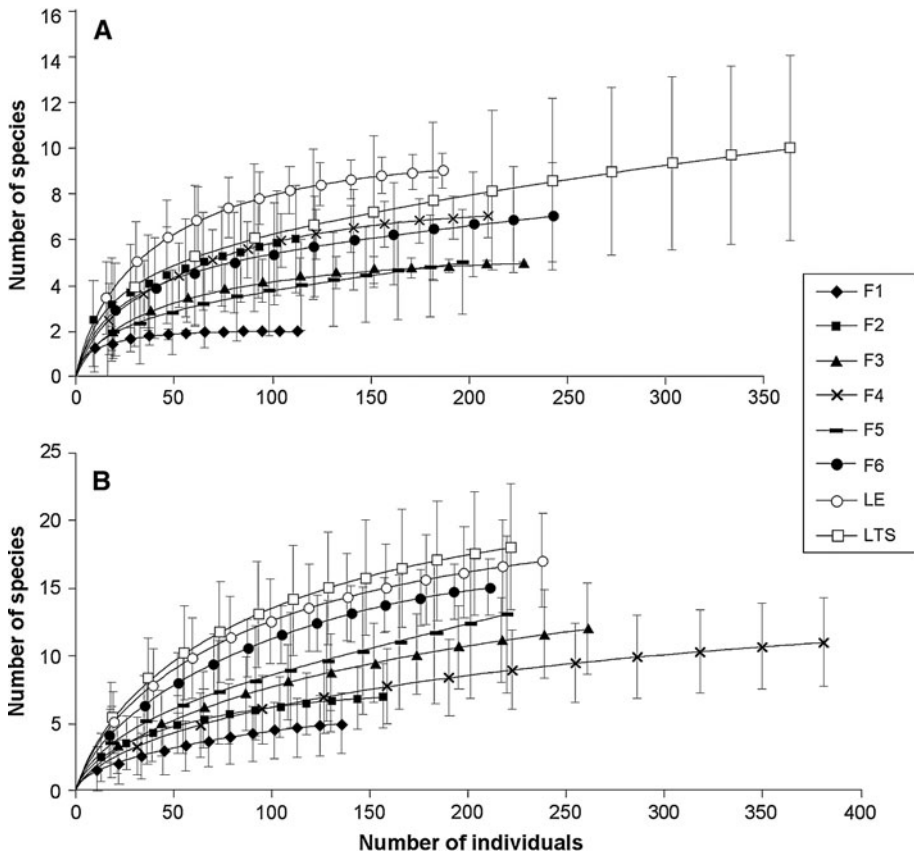 A
Number of species
16
14
12
10
8
6
4
2
0
0 50 100 150 200 250 300 350
F1
F2
F3
F4
F5
F6
LE
LTS
B
Number of species
25
20
15
10
5
0
0 50 100 150 200 250 300 350 400
Number of individuals